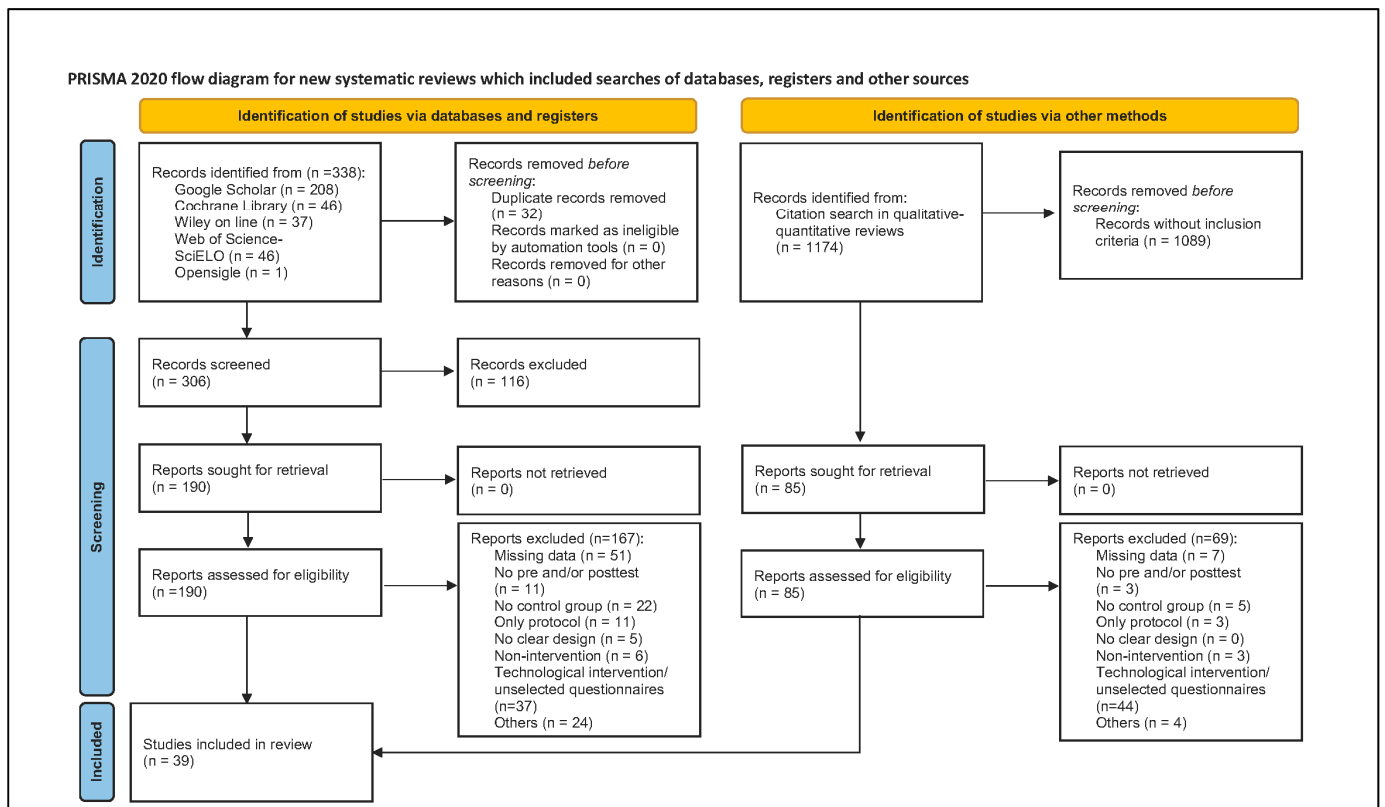 PRISMA 2020 flow diagram for new systematic reviews which included searches of databases, registers and other sources
Identification of studies via databases and registers
Identification of studies via other methods
Identification
Records identified from (n =338):
Google Scholar (n = 208)
Cochrane Library (n = 46)
Wiley on line (n = 37)
Web of Science-
SciELO (n = 46)
Opensigle (n = 1)
Records removed before
screening:
Duplicate records removed
(n = 32)
Records marked as ineligible
by automation tools (n = 0)
Records removed for other
reasons (n = 0)
Records identified from:
Citation search in qualitative-
quantitative reviews
(n = 1174)
Records removed before
screening:
Records without inclusion
criteria (n = 1089)
Screening
Records screened
(n = 306)
Records excluded
(n = 116)
Reports sought for retrieval
(n = 190)
Reports not retrieved
(n = 0)
Reports sought for retrieval
(n = 85)
Reports not retrieved
(n = 0)
Reports assessed for eligibility
(n =190)
Reports excluded (n=167):
Missing data (n = 51)
No pre and/or posttest
(n = 11)
No control group (n = 22)
Only protocol (n = 11)
No clear design (n = 5)
Non-intervention (n = 6)
Technological intervention/
unselected questionnaires
(n=37)
Others (n = 24)
Reports assessed for eligibility
(n = 85)
Reports excluded (n=69):
Missing data (n = 7)
No pre and/or posttest
(n = 3)
No control group (n = 5)
Only protocol (n = 3)
No clear design (n = 0)
Non-intervention (n = 3)
Technological intervention/
unselected questionnaires
(n=44)
Others (n = 4)
Included
Studies included in review
(n = 39)